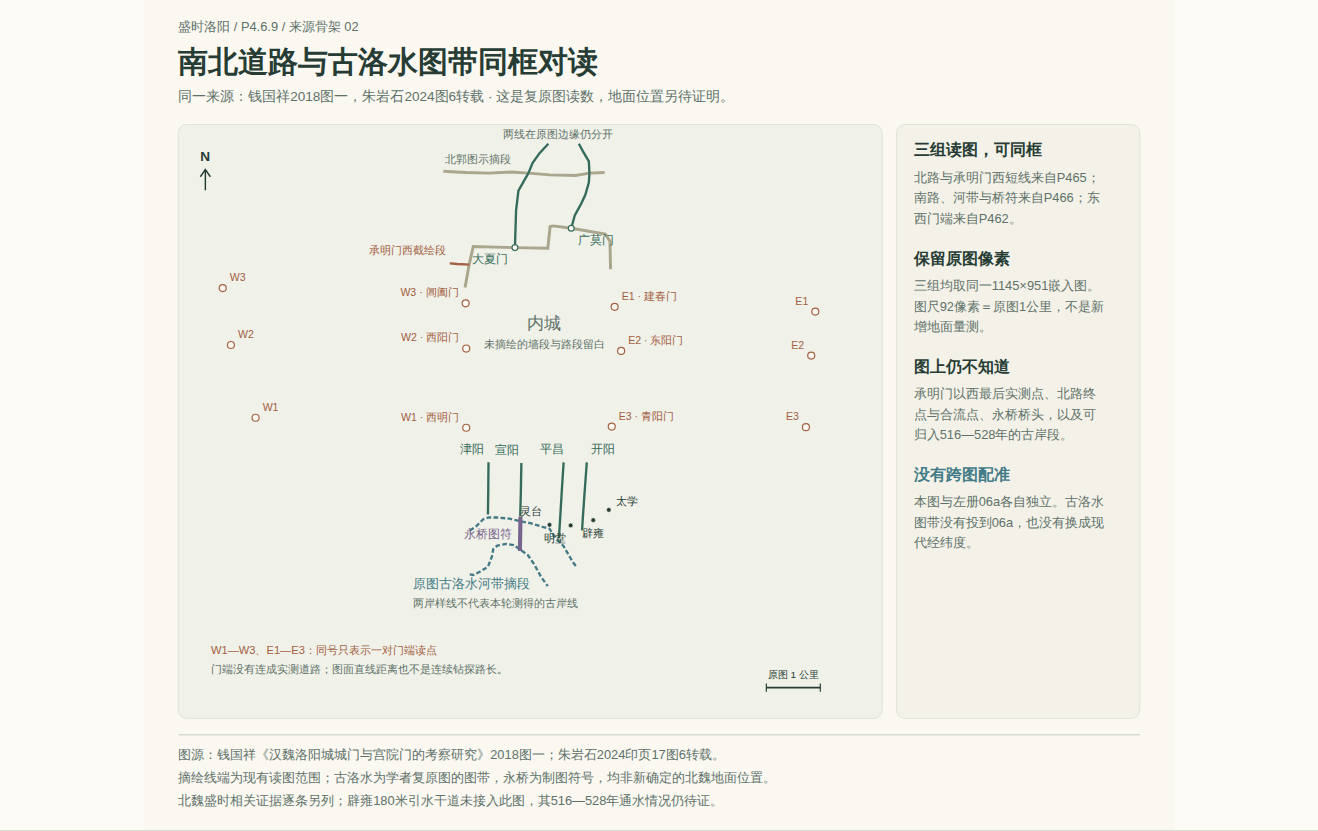 盛时洛阳 / P4.6.9 / 来源骨架 02
南北道路与古洛水图带同框对读
同一来源：钱国祥2018图一，朱岩石2024图6转载 · 这是复原图读数，地面位置另待证明。
两线在原图边缘仍分开
N
北郭图示摘段
广莫门
承明门西截绘段
大夏门
W3
W3 · 阊阖门
E1 · 建春门
E1
内城
W2
W2 · 西阳门
未摘绘的墙段与路段留白
E2 · 东阳门
E2
W1
W1 · 西明门
E3 · 青阳门
E3
津阳
宣阳
平昌
开阳
太学
灵台
永桥图符
明堂
辟雍
原图古洛水河带摘段
两岸样线不代表本轮测得的古岸线
W1—W3、E1—E3：同号只表示一对门端读点
门端没有连成实测道路；图面直线距离也不是连续钻探路长。
原图 1 公里
三组读图，可同框
北路与承明门西短线来自P465；
南路、河带与桥符来自P466；东
西门端来自P462。
保留原图像素
三组均取同一1145×951嵌入图。
图尺92像素＝原图1公里，不是新
增地面量测。
图上仍不知道
承明门以西最后实测点、北路终
点与合流点、永桥桥头，以及可
归入516—528年的古岸段。
没有跨图配准
本图与左册06a各自独立。古洛水
图带没有投到06a，也没有换成现
代经纬度。
图源：钱国祥《汉魏洛阳城城门与宫院门的考察研究》2018图一；朱岩石2024印页17图6转载。
摘绘线端为现有读图范围；古洛水为学者复原图的图带，永桥为制图符号，均非新确定的北魏地面位置。
北魏盛时相关证据逐条另列；辟雍180米引水干道未接入此图，其516—528年通水情况仍待证。